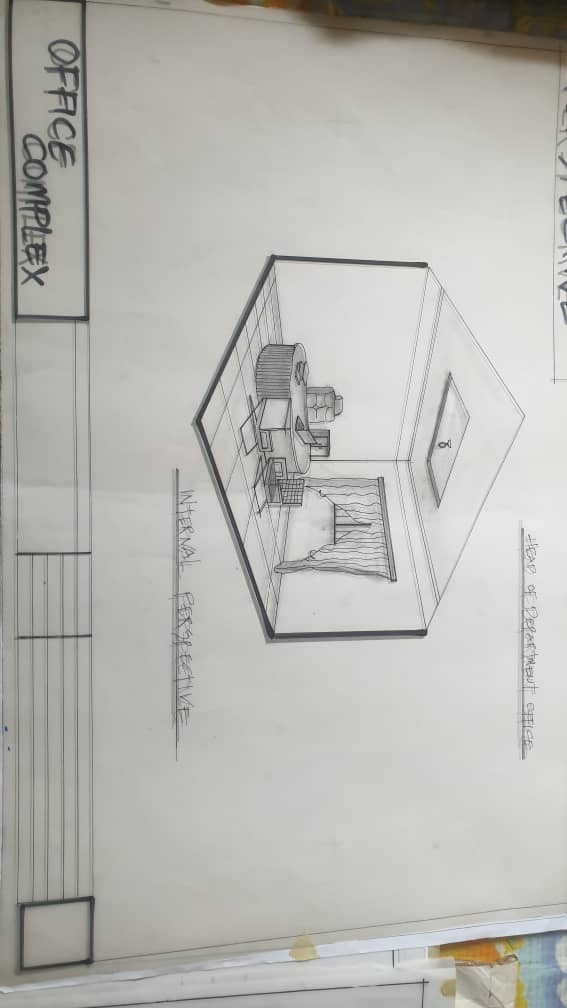 HEAD OF DEPARTMENT OFFICE
INTERNAL PERSPECTIVE
OFFICE
COMPLEX